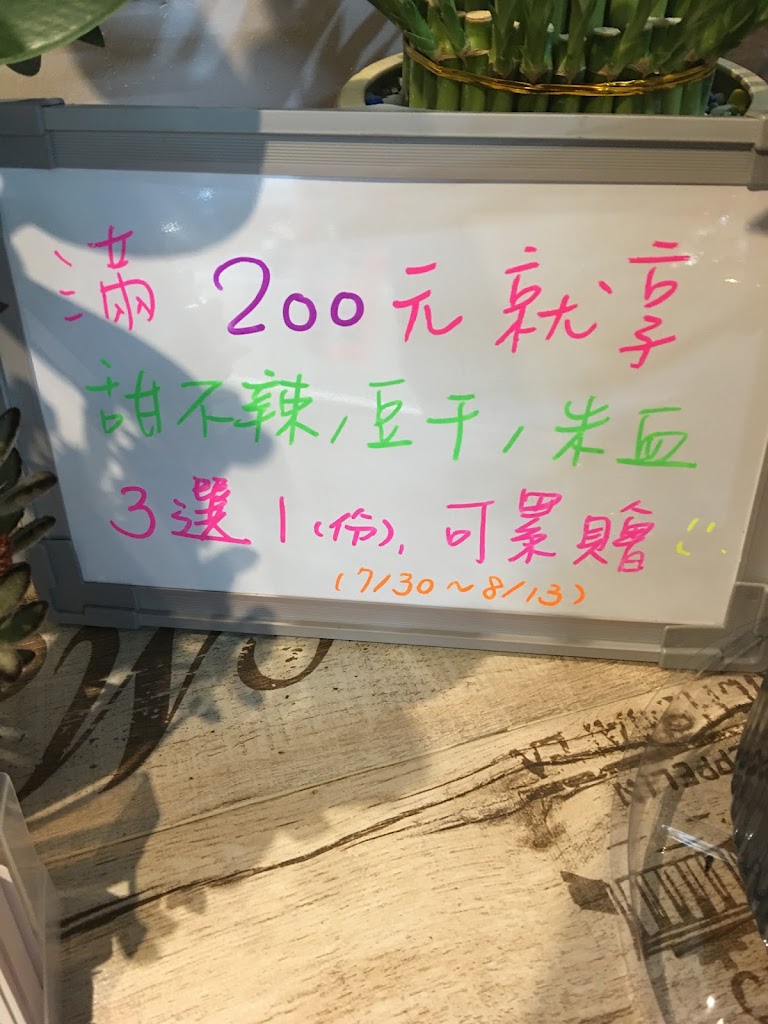 滿 200元就享
甜不辣,豆干,米血
3選1(份),可累贈
(7/30~8/13)
W
PPELIN